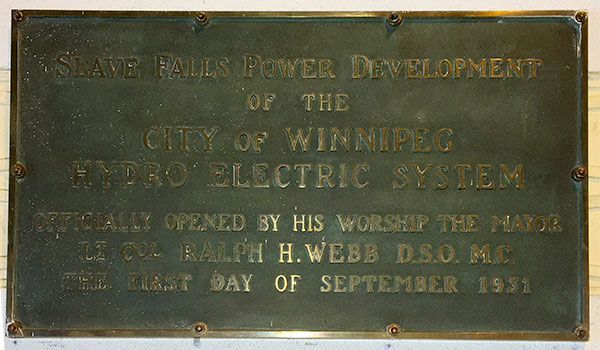 SLAVE FALLS POWER DEVELOPMENT
OF THE
CITY OF WINNIPEG
HYDRO ELECTRIC SYSTEM
OFFICIALLY OPENED BY HIS WORSHIP THE MAYOR
LT COL RALPH H. WEBB D.S.O. M.C.
THE FIRST DAY OF SEPTEMBER 1931